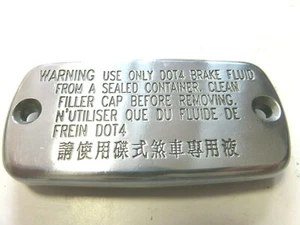 WARNING USE ONLY DOT4 BRAKE FLUID
FROM A SEALED CONTAINER. CLEAN
FILLER CAP BEFORE REMOVING.
N'UTILISER QUE DU FLUIDE DE
FREIN DOT4
請使用碟式煞車專用液